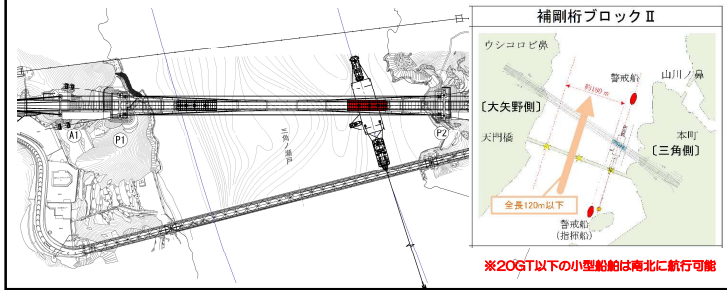 補剛桁ブロックⅡ
ウシコロビ鼻
警戒船
山川ノ鼻
約190m
〔大矢野側〕
本町
天門橋
〔三角側〕
全長120m以下
警戒船
(指揮船)
A1
P1
P2
※20GT以下の小型船舶は南北に航行可能